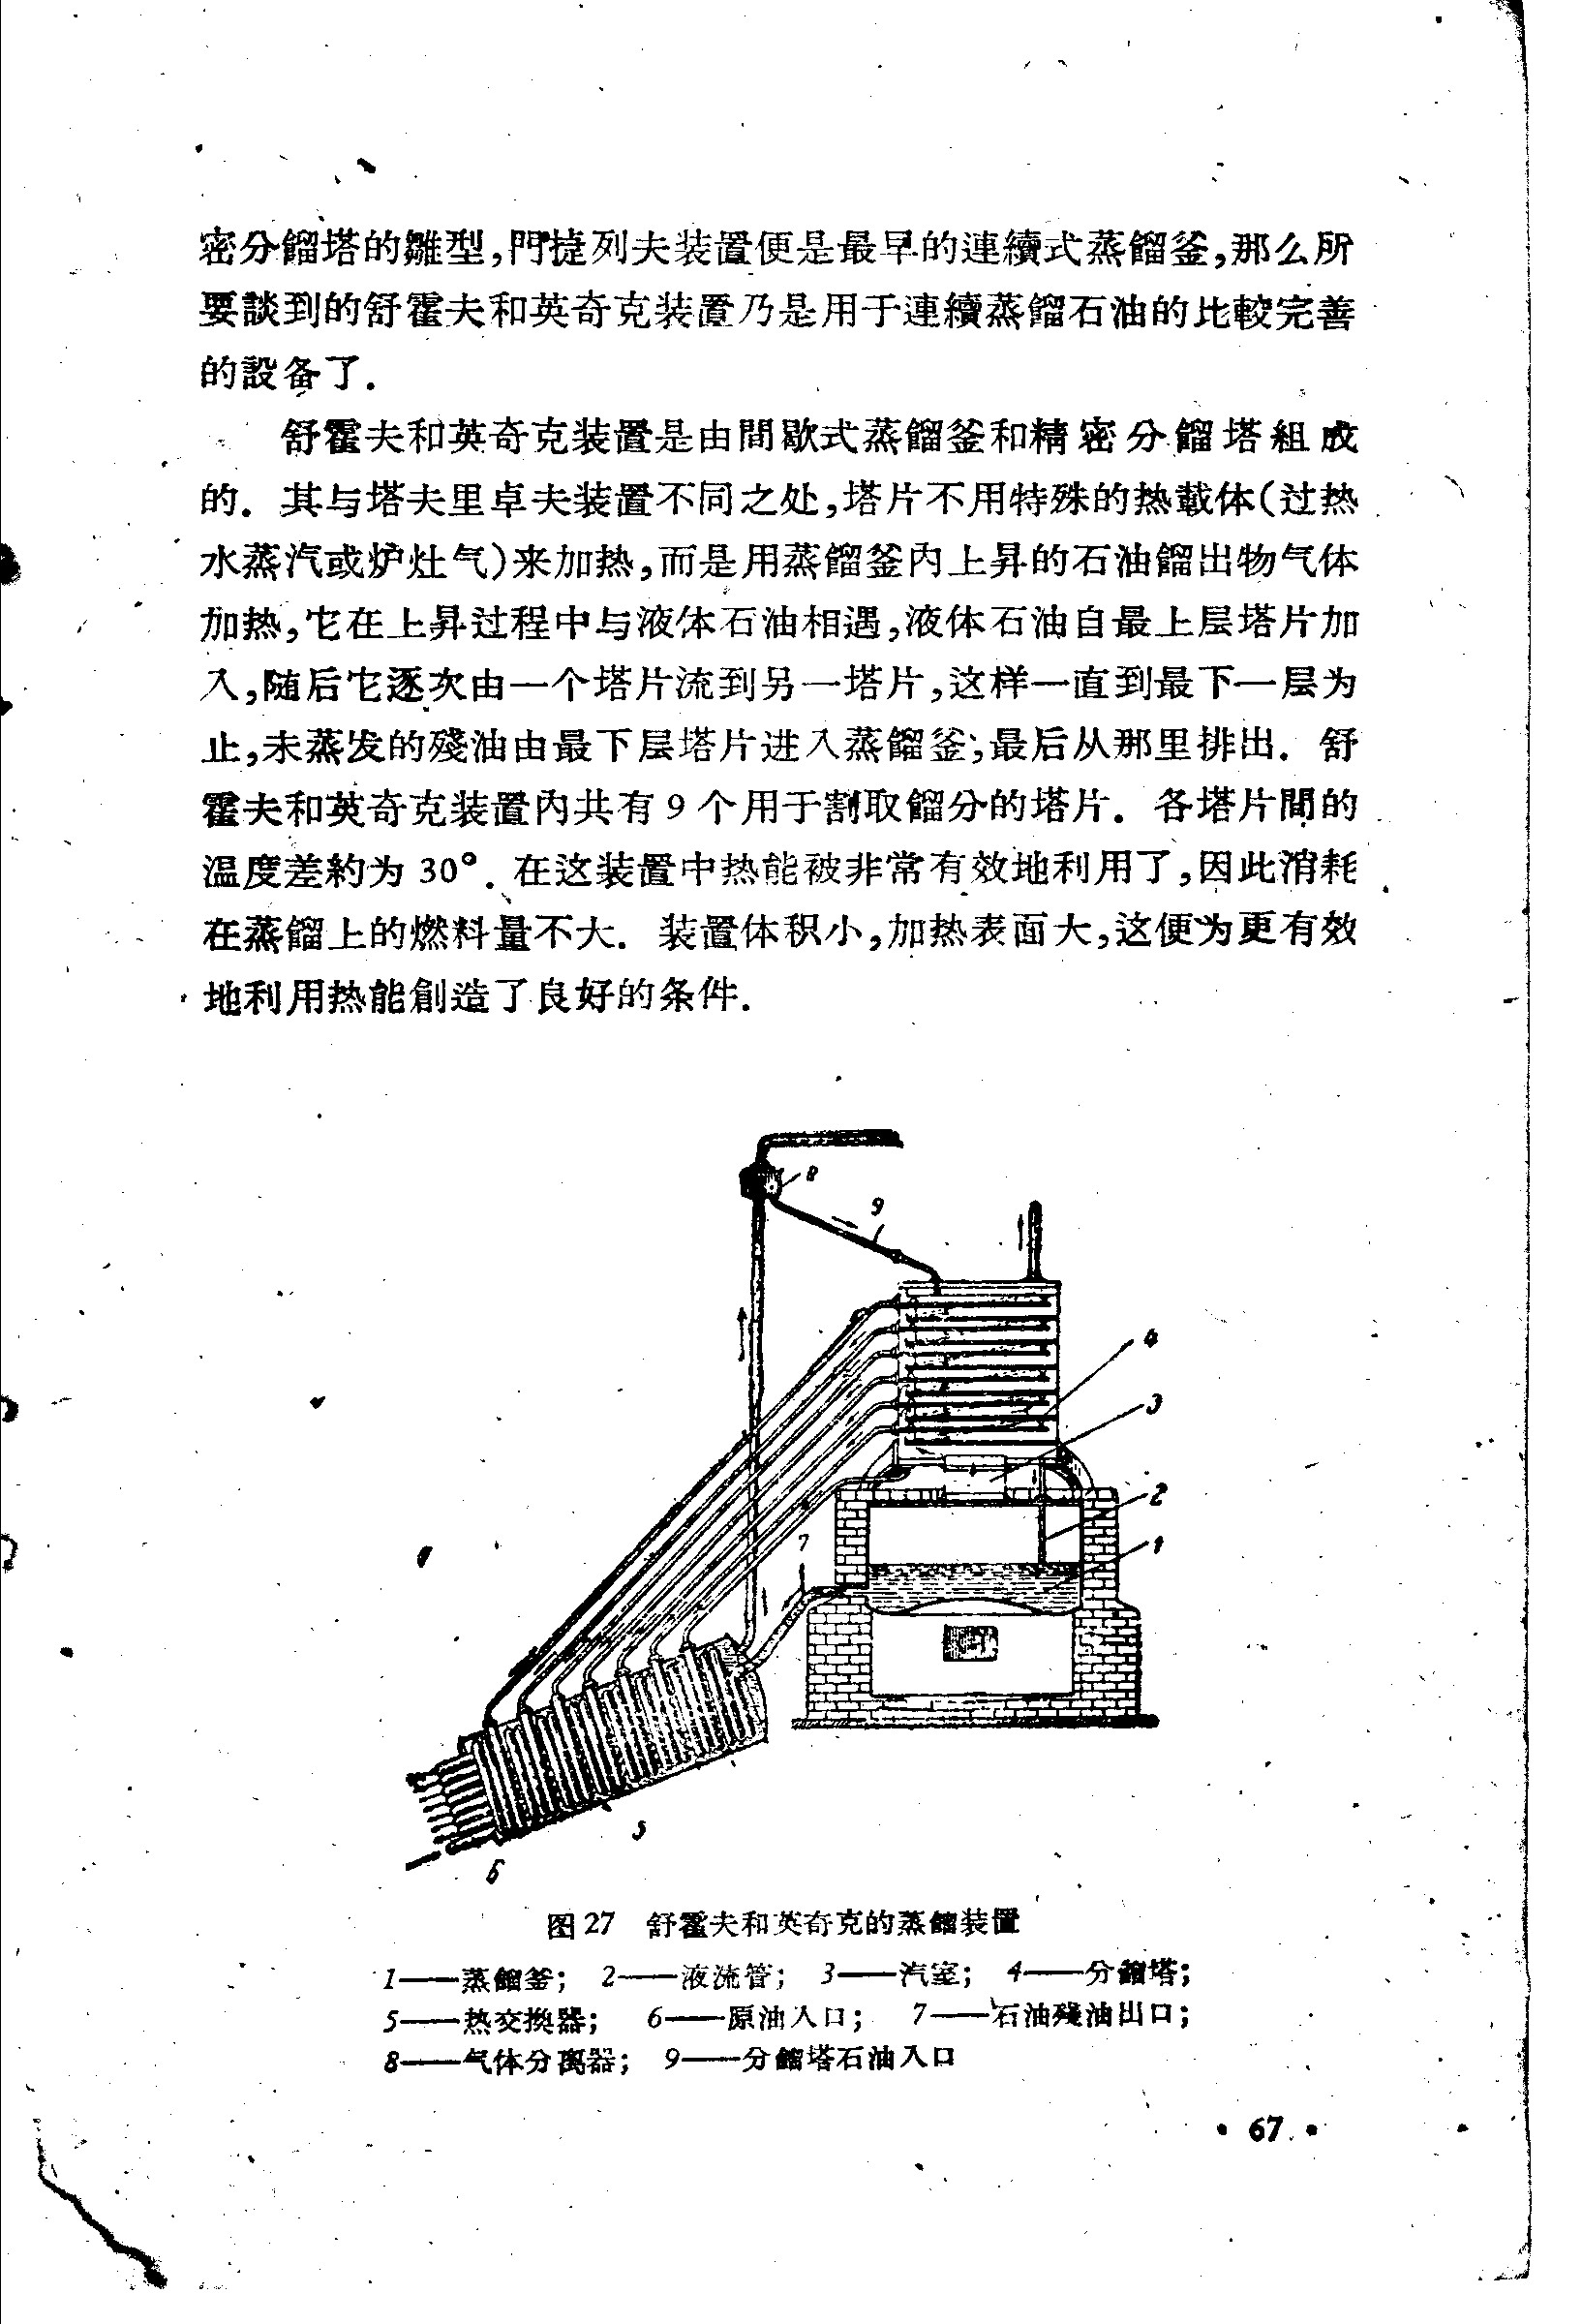 密分餾塔的雛型,門捷列夫装置便是最早的連續式蒸餾釜,那么所
要談到的舒霍夫和英奇克装置乃是用于連續蒸餾石油的比較完善
的設备了.
舒霍夫和英奇克装置是由間歇式蒸餾釜和精密分餾塔組成
的. 其与塔夫里卓夫装置不同之处,塔片不用特殊的热載体(过热
水蒸汽或炉灶气)来加热,而是用蒸餾釜內上昇的石油餾出物气体
加热,它在上昇过程中与液体石油相遇,液体石油自最上层塔片加
入,随后它逐次由一个塔片流到另一塔片,这样一直到最下一层为
止,未蒸发的殘油由最下层塔片进入蒸餾釜;最后从那里排出. 舒
霍夫和英奇克装置內共有 9 个用于割取餾分的塔片. 各塔片間的
温度差約为 30°. 在这装置中热能被非常有效地利用了,因此消耗
在蒸餾上的燃料量不大. 装置体积小,加热表面大,这便为更有效
地利用热能創造了良好的条件.
8
9
4
3
2
1
7
5
6
图 27 舒霍夫和英奇克的蒸餾装置
1——蒸餾釜; 2——液流管; 3——汽室; 4——分餾塔;
5——热交換器; 6——原油入口; 7——石油殘油出口;
8——气体分离器; 9——分餾塔石油入口
• 67 •